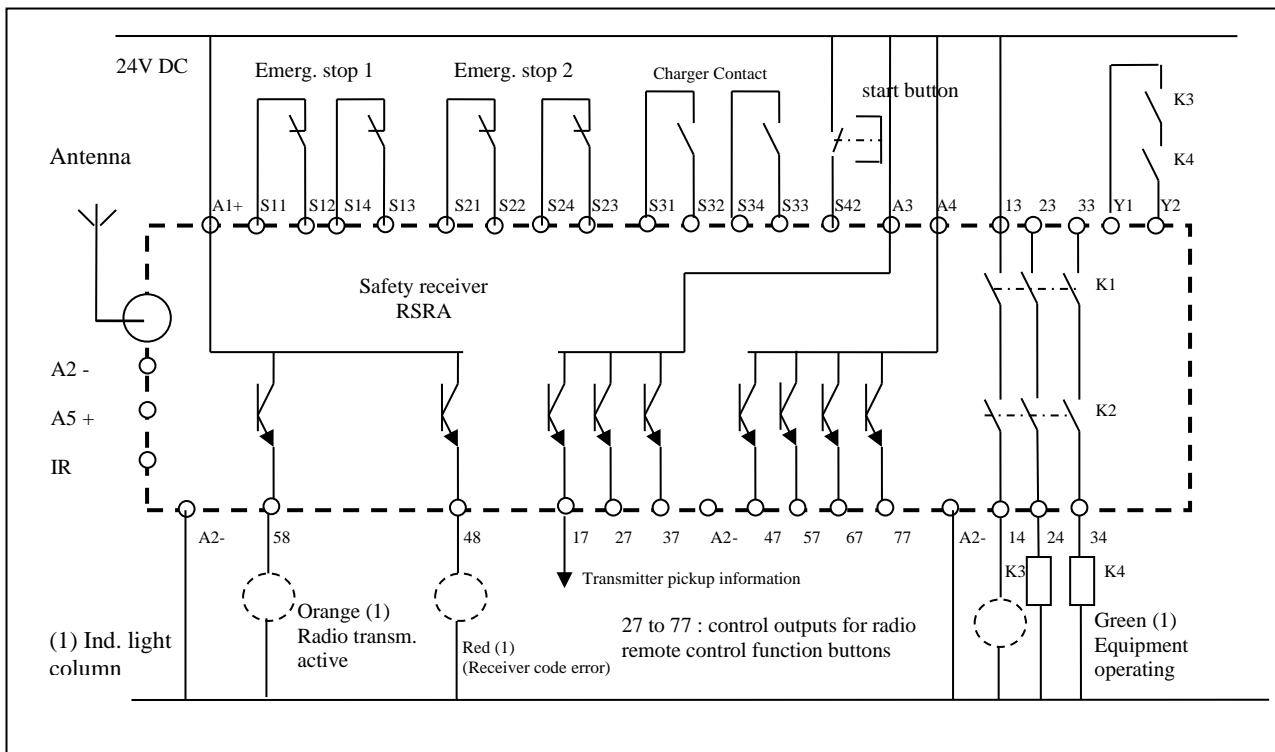 24V DC
Emerg. stop 1
Emerg. stop 2
Charger Contact
start button
K3
K4
Antenna
A1+ S11 S12 S14 S13 S21 S22 S24 S23 S31 S32 S34 S33 S42 A3 A4 13 23 33 Y1 Y2
Safety receiver
RSRA
K1
K2
A2 -
A5 +
IR
A2- 58 48 17 27 37 A2- 47 57 67 77 A2- 14 24 34
K3
K4
Transmitter pickup information
Orange (1)
Radio transm.
active
Red (1)
(Receiver code error)
27 to 77 : control outputs for radio
remote control function buttons
Green (1)
Equipment
operating
(1) Ind. light
column